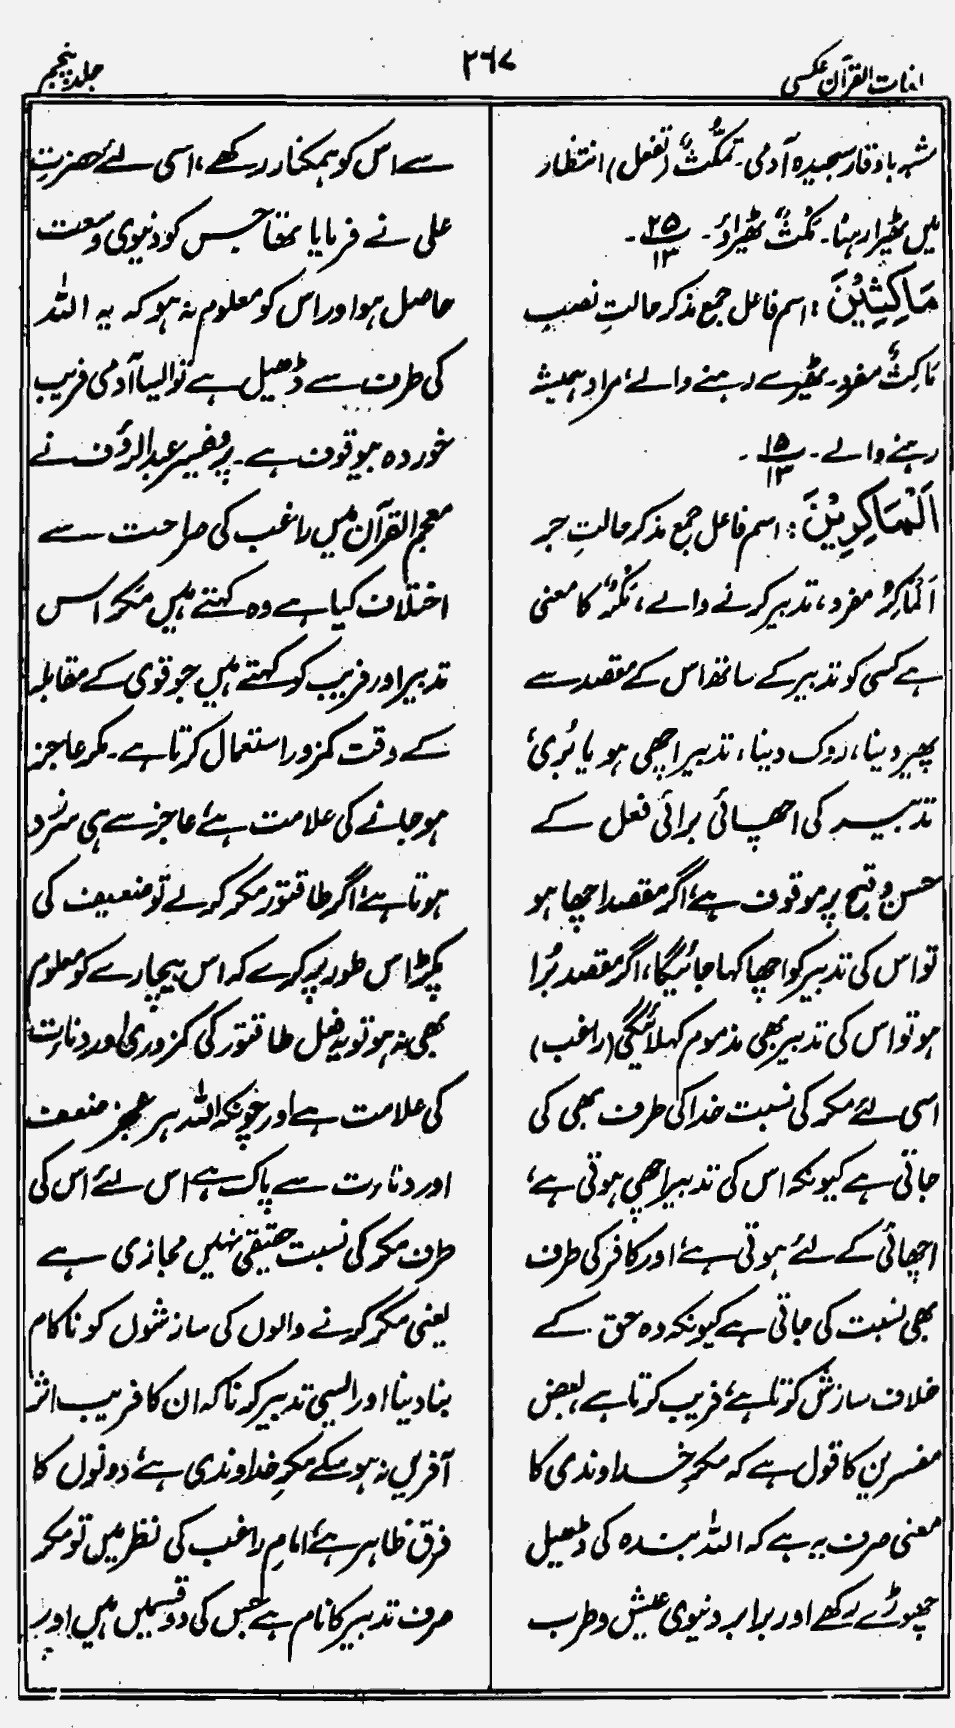 لغات القرآن عکسی
۲۶۷
جلد پنجم
شہ باوقار سنجیدہ آدمی۔ تَمَکُّثٌ (تفعل) انتظار
میں ٹھیرا رہنا۔ مُکْثٌ ٹھیراؤ۔ ۲۵/۱۳۔
مَاکِثِیْنَ : اسم فاعل جمع مذکر حالتِ نصب
مَاکِثٌ مفرد۔ ٹھیرے رہنے والے، مراد ہمیشہ
رہنے والے۔ ۱۵/۱۳۔
اَلْمَاکِرِیْنَ : اسم فاعل جمع مذکر حالتِ جر
اَلْمَاکِرُ مفرد، تدبیر کرنے والے، مَکْرٌ کا معنی
ہے کسی کو تدبیر کے ساتھ اس کے مقصد سے
پھیر دینا، روک دینا، تدبیر اچھی ہو یا بُری،
تدبیر کی اچھائی برائی فعل کے
حسن و قبح پر موقوف ہے، اگر مقصد اچھا ہو
تو اس کی تدبیر کو اچھا کہا جائیگا، اگر مقصد بُرا
ہو تو اس کی تدبیر بھی مذموم کہلائیگی (راغب)
اسی لئے مکر کی نسبت خدا کی طرف بھی کی
جاتی ہے کیونکہ اس کی تدبیر اچھی ہوتی ہے،
اچھائی کے لئے ہوتی ہے، اور کافر کی طرف
بھی نسبت کی جاتی ہے کیونکہ وہ حق کے
خلاف سازش کرتا ہے، فریب کرتا ہے، بعض
مفسرین کا قول ہے کہ مکرِ خداوندی کا
معنی صرف یہ ہے کہ اللہ بندہ کی ڈھیل
چھوڑے رکھے اور برابر دنیوی عیش و طرب
سے اس کو ہمکنار رکھے، اسی لئے حضرت
علی نے فرمایا تھا جس کو دنیوی وسعت
حاصل ہو اور اس کو معلوم نہ ہو کہ یہ اللہ
کی طرف سے ڈھیل ہے تو ایسا آدمی فریب
خوردہ بیوقوف ہے۔ پروفیسر عبدالرؤف نے
معجم القرآن میں راغب کی صراحت سے
اختلاف کیا ہے وہ کہتے ہیں مَکْر اس
تدبیر اور فریب کو کہتے ہیں جو قوی کے مقابلہ
کے وقت کمزور استعمال کرتا ہے۔ مکر عاجز
ہو جانے کی علامت ہے، عاجز سے ہی سرزد
ہوتا ہے، اگر طاقتور مکر کرے تو ضعیف کی
پکڑ اس طور پر کرے کہ اس بیچارے کو معلوم
بھی نہ ہو تو یہ فعل طاقتور کی کمزوری اور دناءت
کی علامت ہے اور چونکہ اللہ ہر عجز ضعف
اور دناءت سے پاک ہے اس لئے اس کی
طرف مکر کی نسبت حقیقی نہیں مجازی ہے
یعنی مکر کرنے والوں کی سازشوں کو ناکام
بنا دینا اور ایسی تدبیر کرنا کہ ان کا فریب اثر
آفریں نہ ہو سکے مکرِ خداوندی ہے، دونوں کا
فرق ظاہر ہے، امام راغب کی نظر میں تو مکر
صرف تدبیر کا نام ہے جس کی دو قسمیں ہیں اور